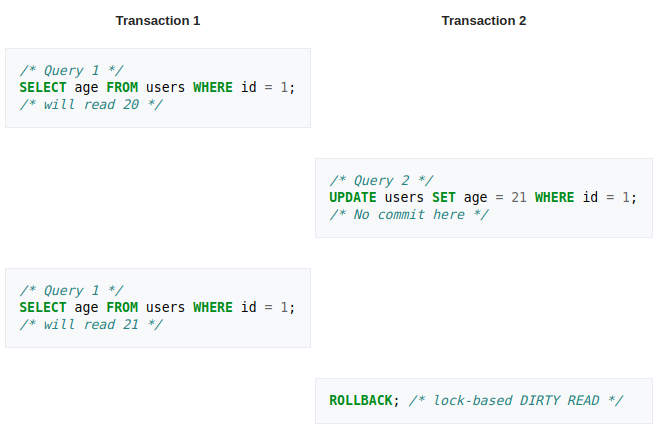 Transaction 1
Transaction 2
/* Query 1 */
SELECT age FROM users WHERE id = 1;
/* will read 20 */
/* Query 2 */
UPDATE users SET age = 21 WHERE id = 1;
/* No commit here */
/* Query 1 */
SELECT age FROM users WHERE id = 1;
/* will read 21 */
ROLLBACK; /* lock-based DIRTY READ */